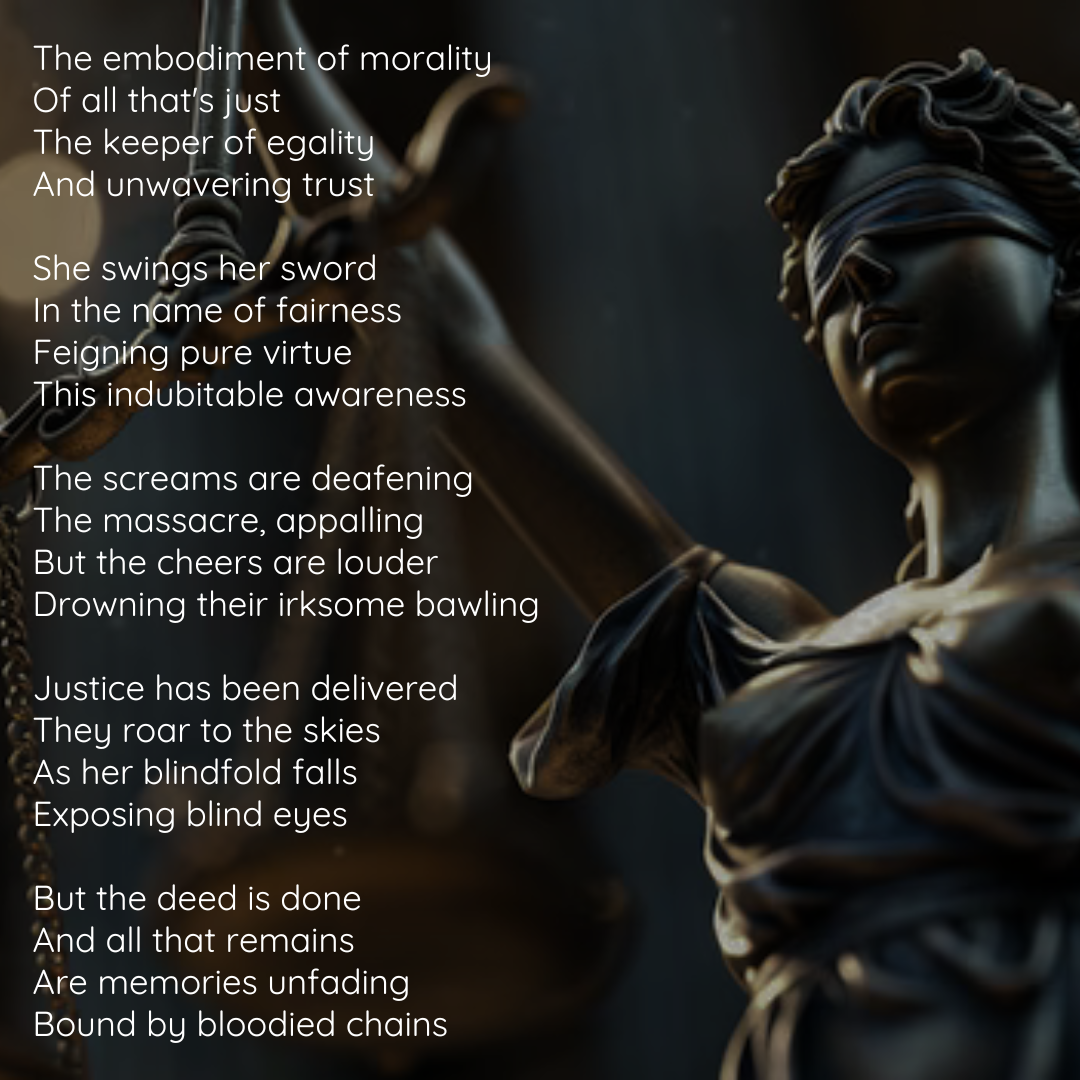 The embodiment of morality
Of all that's just
The keeper of egality
And unwavering trust

She swings her sword
In the name of fairness
Feigning pure virtue
This indubitable awareness

The screams are deafening
The massacre, appalling
But the cheers are louder
Drowning their irksome bawling

Justice has been delivered
They roar to the skies
As her blindfold falls
Exposing blind eyes

But the deed is done
And all that remains
Are memories unfading
Bound by bloodied chains